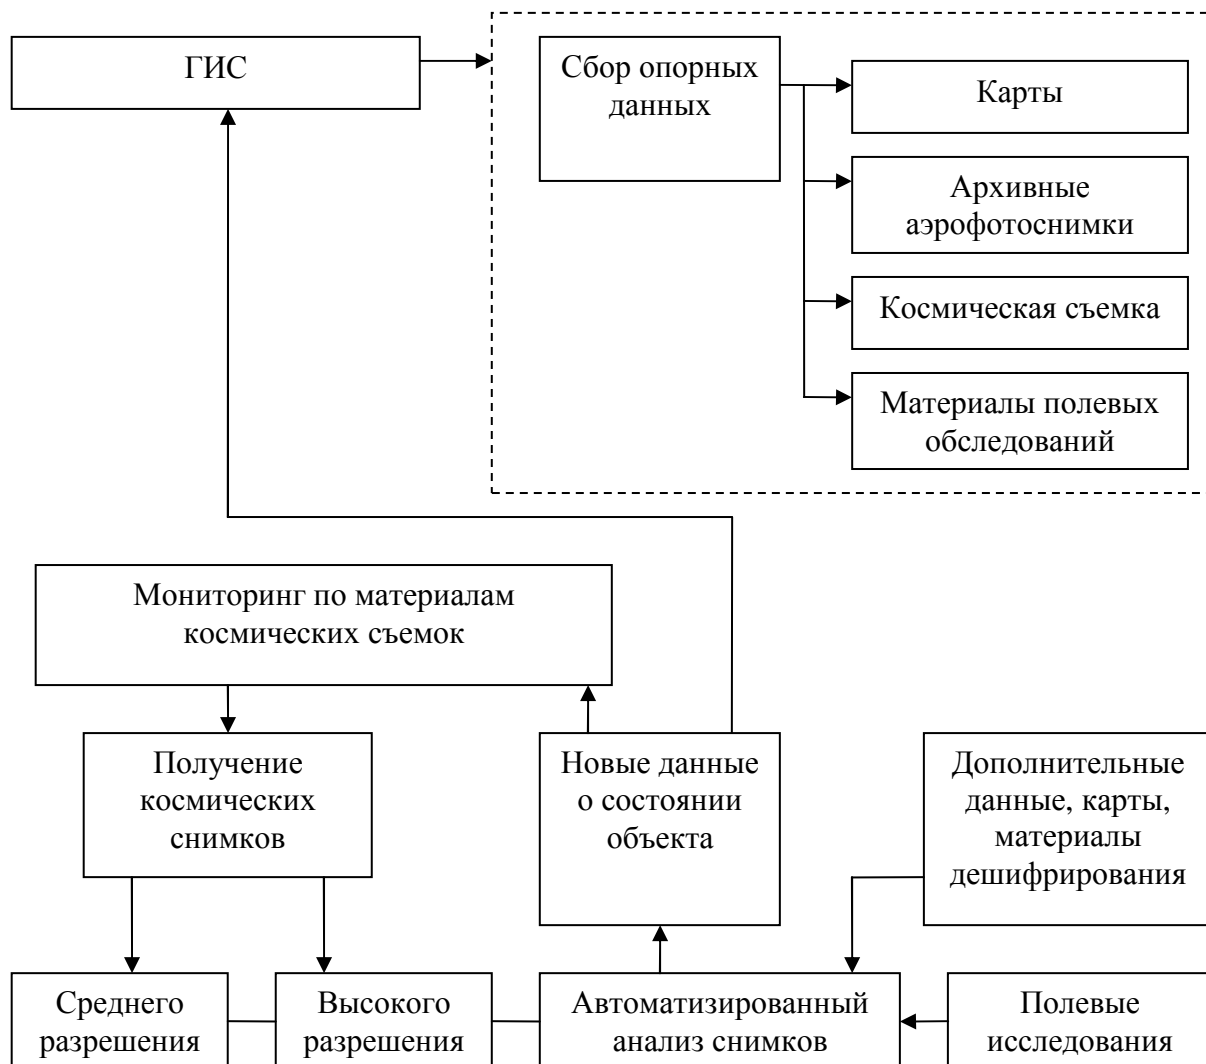 ГИС
Сбор опорных
данных
Карты
Архивные
аэрофотоснимки
Космическая съемка
Материалы полевых
обследований
Мониторинг по материалам
космических съемок
Получение
космических
снимков
Новые данные
о состоянии
объекта
Дополнительные
данные, карты,
материалы
дешифрирования
Среднего
разрешения
Высокого
разрешения
Автоматизированный
анализ снимков
Полевые
исследования